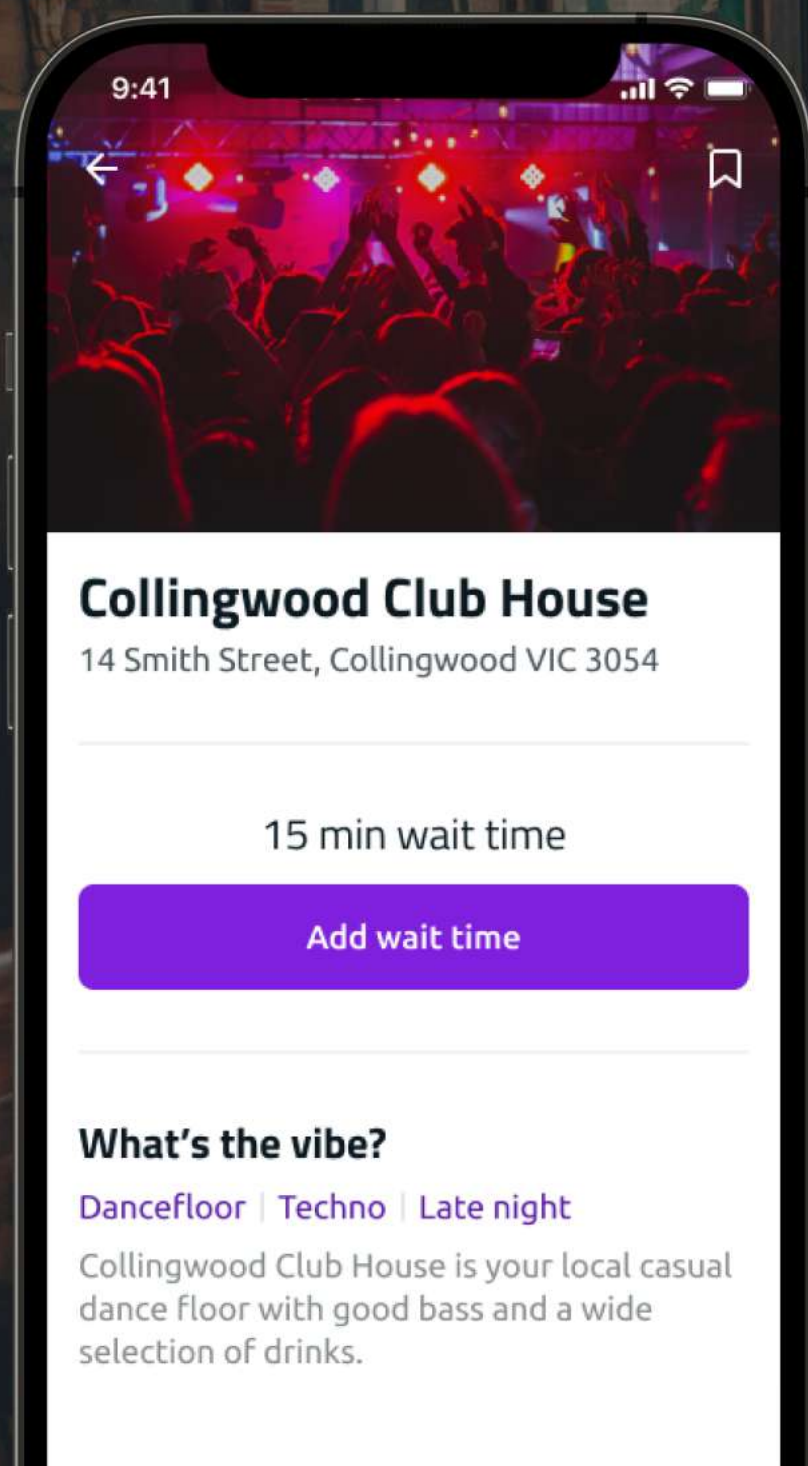 9:41
Collingwood Club House
14 Smith Street, Collingwood VIC 3054
15 min wait time
Add wait time
What's the vibe?
Dancefloor | Techno | Late night
Collingwood Club House is your local casual
dance floor with good bass and a wide
selection of drinks.